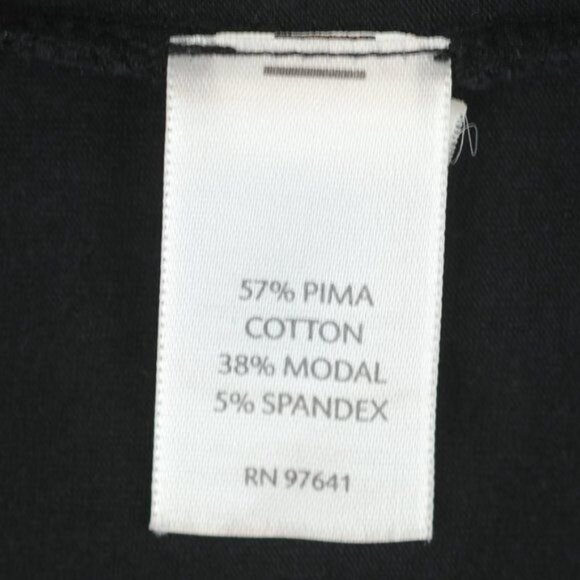 57% PIMA
COTTON
38% MODAL
5% SPANDEX
RN 97641